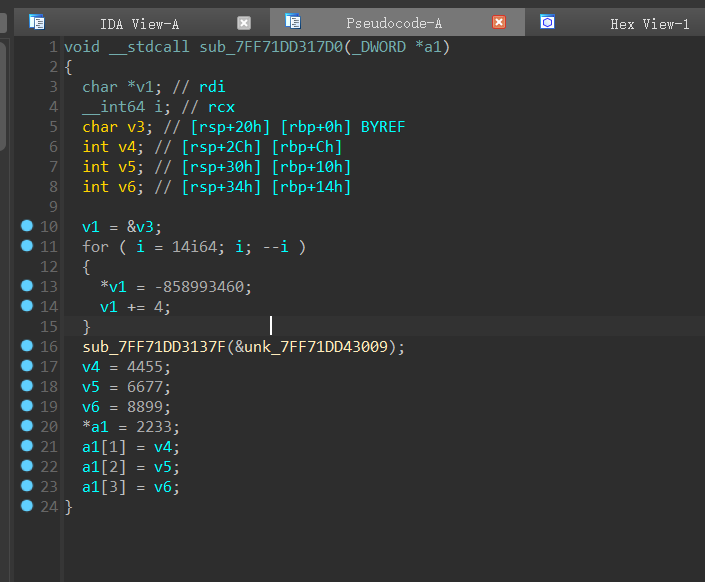 IDA View-A Pseudocode-A Hex View-1
1 void __stdcall sub_7FF71DD317D0(_DWORD *a1)
2 {
3 char *v1; // rdi
4 __int64 i; // rcx
5 char v3; // [rsp+20h] [rbp+0h] BYREF
6 int v4; // [rsp+2Ch] [rbp+Ch]
7 int v5; // [rsp+30h] [rbp+10h]
8 int v6; // [rsp+34h] [rbp+14h]
9
10 v1 = &v3;
11 for ( i = 14i64; i; --i )
12 {
13 *v1 = -858993460;
14 v1 += 4;
15 }
16 sub_7FF71DD3137F(&unk_7FF71DD43009);
17 v4 = 4455;
18 v5 = 6677;
19 v6 = 8899;
20 *a1 = 2233;
21 a1[1] = v4;
22 a1[2] = v5;
23 a1[3] = v6;
24 }